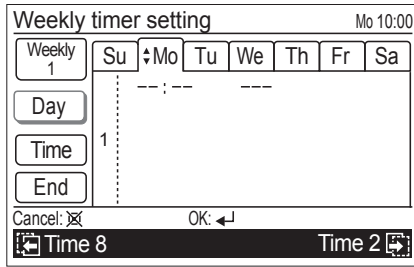 Weekly timer setting Mo 10:00
Weekly 1
Su Mo Tu We Th Fr Sa
--:-- ---
Day
Time
1
End
Cancel: OK:
Time 8 Time 2